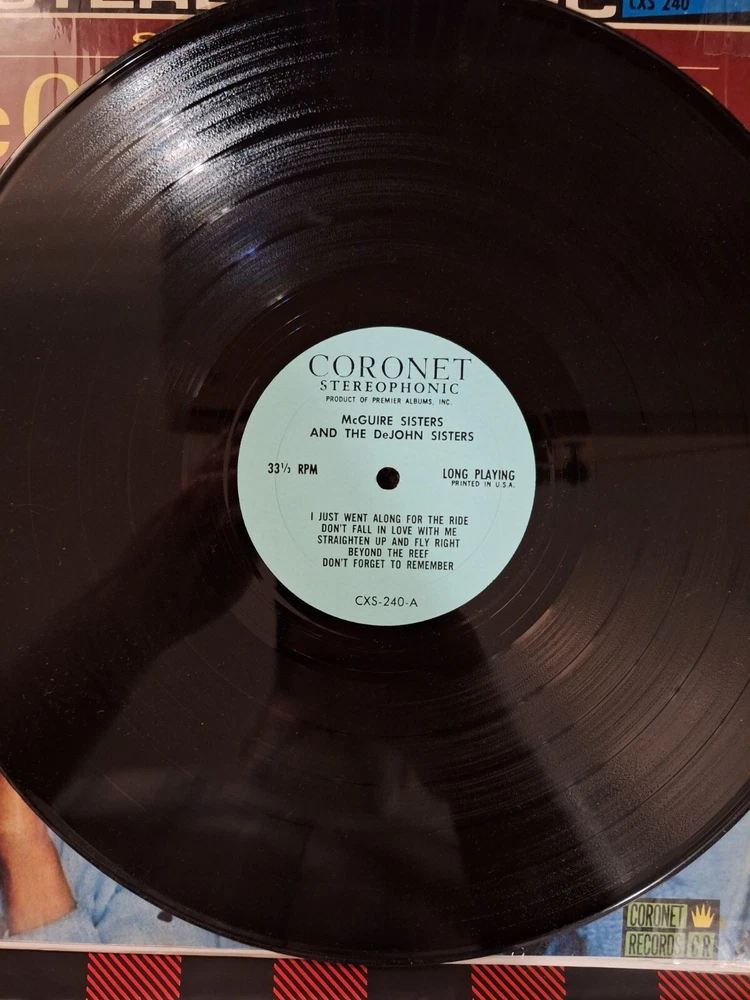 CXS 240
CORONET
STEREOPHONIC
PRODUCT OF PREMIER ALBUMS, INC.
McGUIRE SISTERS
AND THE DeJOHN SISTERS
33⅓ RPM
LONG PLAYING
PRINTED IN U.S.A.
I JUST WENT ALONG FOR THE RIDE
DON'T FALL IN LOVE WITH ME
STRAIGHTEN UP AND FLY RIGHT
BEYOND THE REEF
DON'T FORGET TO REMEMBER
CXS-240-A
CORONET
RECORDS CR